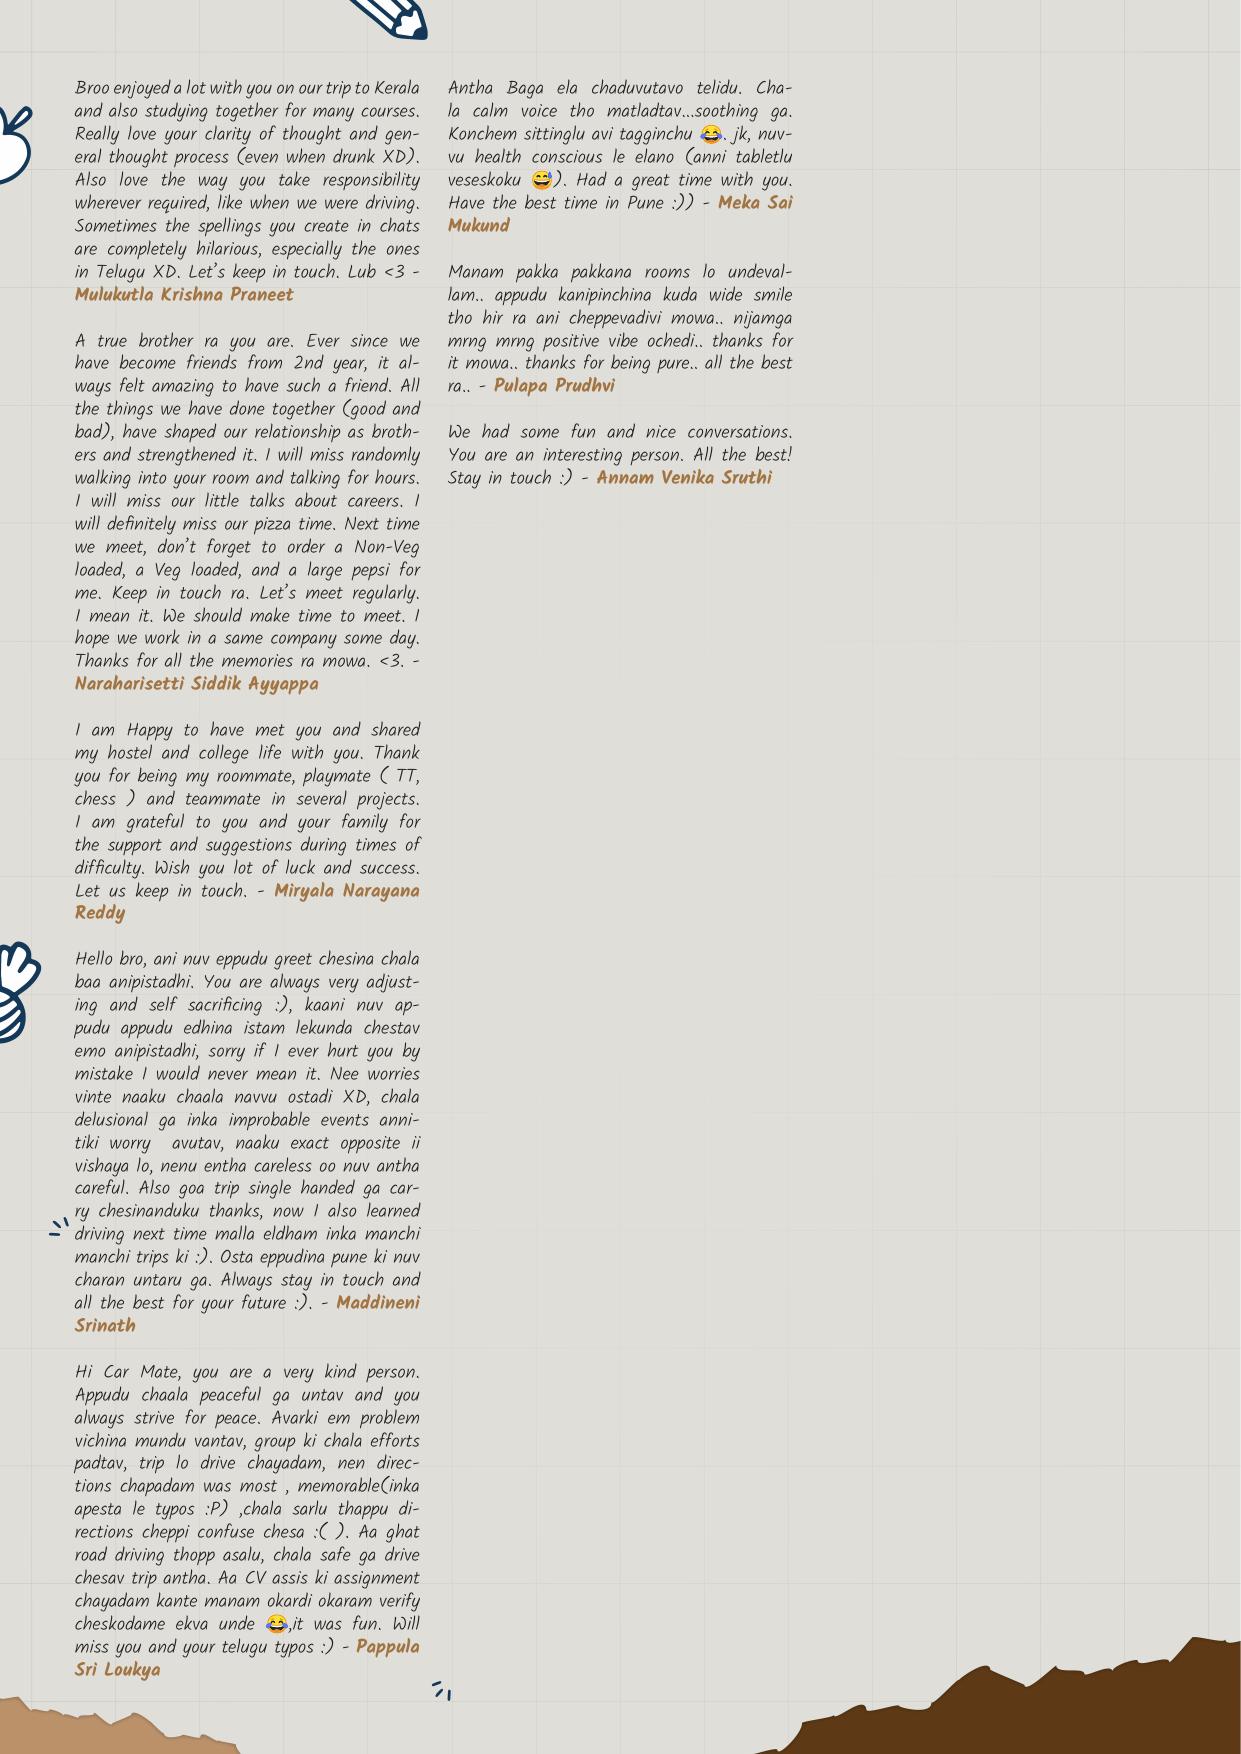 Broo enjoyed a lot with you on our trip to Kerala
and also studying together for many courses.
Really love your clarity of thought and gen-
eral thought process (even when drunk XD).
Also love the way you take responsibility
wherever required, like when we were driving.
Sometimes the spellings you create in chats
are completely hilarious, especially the ones
in Telugu XD. Let's keep in touch. Lub <3 -
Mulukutla Krishna Praneet
A true brother ra you are. Ever since we
have become friends from 2nd year, it al-
ways felt amazing to have such a friend. All
the things we have done together (good and
bad), have shaped our relationship as broth-
ers and strengthened it. I will miss randomly
walking into your room and talking for hours.
I will miss our little talks about careers. I
will definitely miss our pizza time. Next time
we meet, don't forget to order a Non-Veg
loaded, a Veg loaded, and a large pepsi for
me. Keep in touch ra. Let's meet regularly.
I mean it. We should make time to meet. I
hope we work in a same company some day.
Thanks for all the memories ra mowa. <3. -
Naraharisetti Siddik Ayyappa
I am Happy to have met you and shared
my hostel and college life with you. Thank
you for being my roommate, playmate ( TT,
chess ) and teammate in several projects.
I am grateful to you and your family for
the support and suggestions during times of
difficulty. Wish you lot of luck and success.
Let us keep in touch. - Miryala Narayana
Reddy
Hello bro, ani nuv eppudu greet chesina chala
baa anipistadhi. You are always very adjust-
ing and self sacrificing :), kaani nuv ap-
pudu appudu edhina istam lekunda chestav
emo anipistadhi, sorry if I ever hurt you by
mistake I would never mean it. Nee worries
vinte naaku chaala navvu ostadi XD, chala
delusional ga inka improbable events anni-
tiki worry avutav, naaku exact opposite ii
vishaya lo, nenu entha careless oo nuv antha
careful. Also goa trip single handed ga car-
ry chesinanduku thanks, now I also learned
driving next time malla eldham inka manchi
manchi trips ki :). Osta eppudina pune ki nuv
charan untaru ga. Always stay in touch and
all the best for your future :). - Maddineni
Srinath
Hi Car Mate, you are a very kind person.
Appudu chaala peaceful ga untav and you
always strive for peace. Avarki em problem
vichina mundu vantav, group ki chala efforts
padtav, trip lo drive chayadam, nen direc-
tions chapadam was most , memorable(inka
apesta le typos :P) ,chala sarlu thappu di-
rections cheppi confuse chesa :( ). Aa ghat
road driving thopp asalu, chala safe ga drive
chesav trip antha. Aa CV assis ki assignment
chayadam kante manam okardi okaram verify
cheskodame ekva unde 😂,it was fun. Will
miss you and your telugu typos :) - Pappula
Sri Loukya
Antha Baga ela chaduvutavo telidu. Cha-
la calm voice tho matladtav...soothing ga.
Konchem sittinglu avi tagginchu 😂. jk, nuv-
vu health conscious le elano (anni tabletlu
veseskoku 😅). Had a great time with you.
Have the best time in Pune :)) - Meka Sai
Mukund
Manam pakka pakkana rooms lo undeval-
lam.. appudu kanipinchina kuda wide smile
tho hir ra ani cheppevadivi mowa.. nijamga
mrng mrng positive vibe ochedi.. thanks for
it mowa.. thanks for being pure.. all the best
ra.. - Pulapa Prudhvi
We had some fun and nice conversations.
You are an interesting person. All the best!
Stay in touch :) - Annam Venika Sruthi